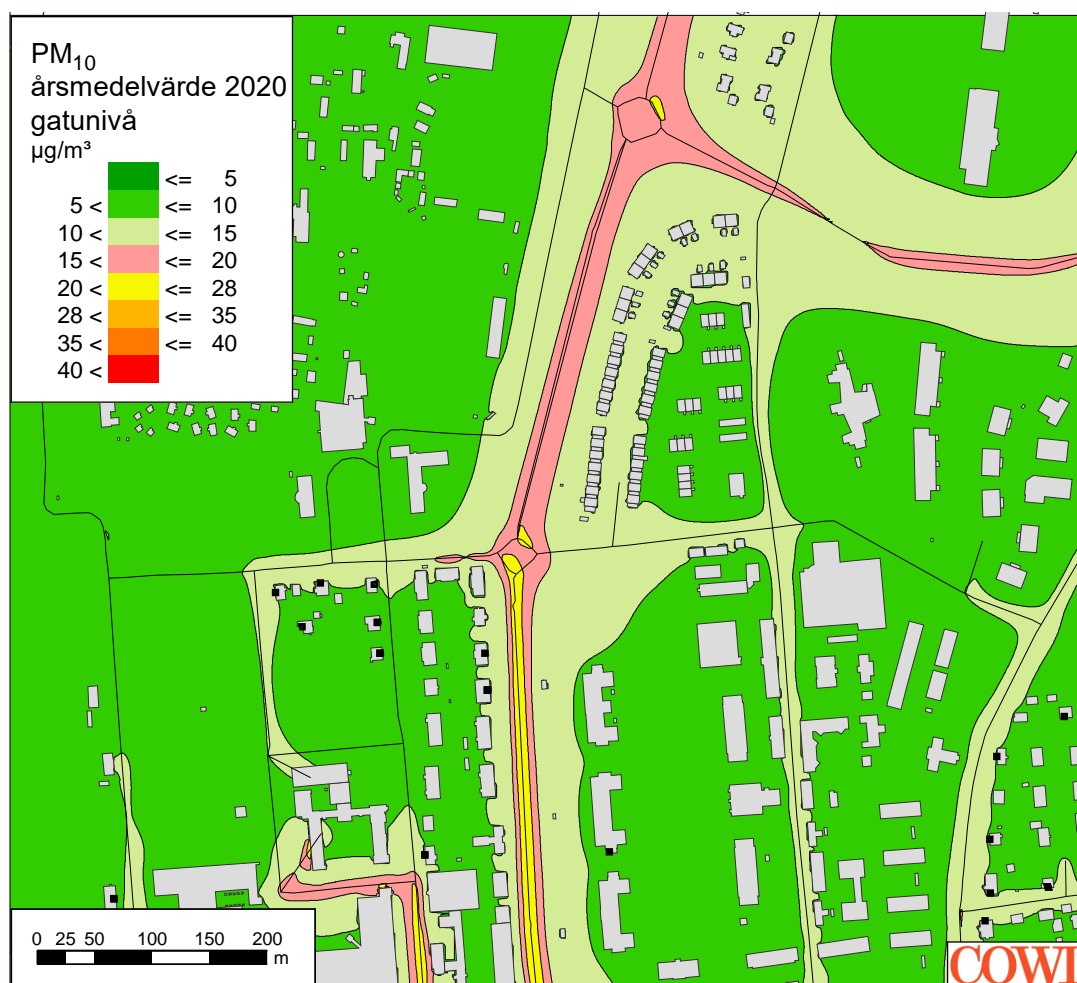 PM₁₀
årsmedelvärde 2020
gatunivå
µg/m³
<= 5
5 < <= 10
10 < <= 15
15 < <= 20
20 < <= 28
28 < <= 35
35 < <= 40
40 <
0 25 50 100 150 200
m
COWI